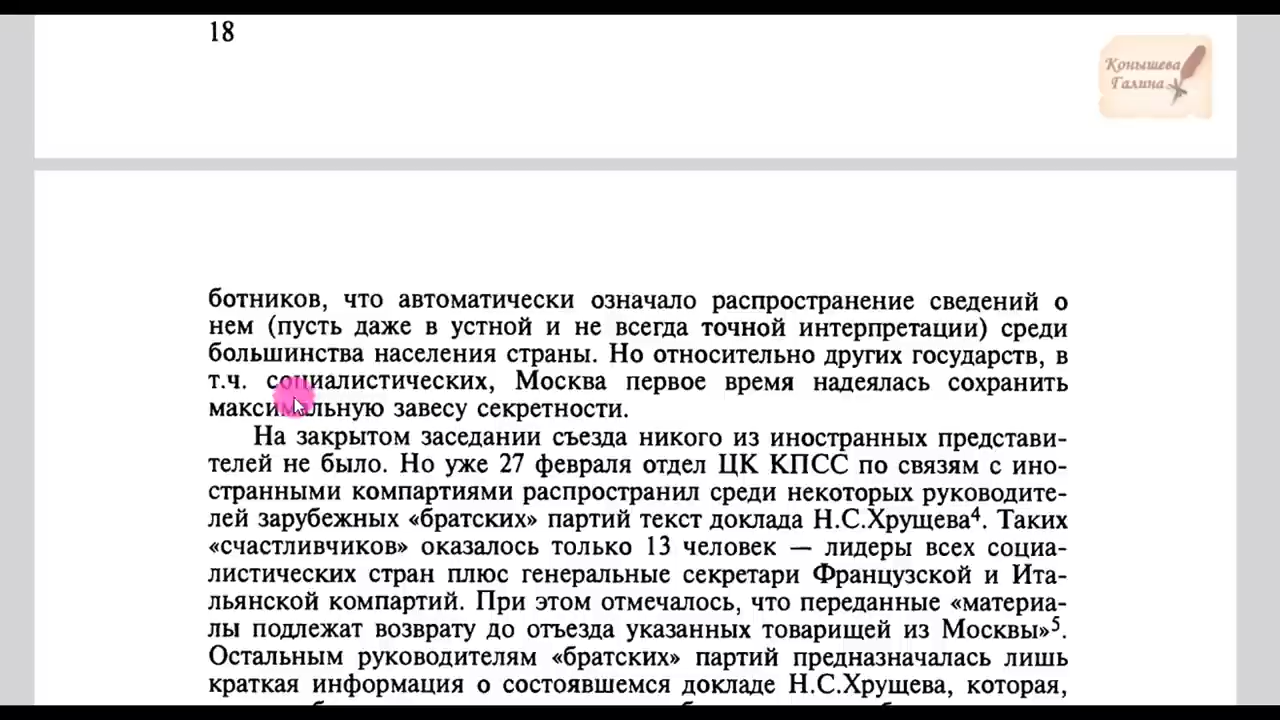 18
Конышева
Галина
ботников, что автоматически означало распространение сведений о
нем (пусть даже в устной и не всегда точной интерпретации) среди
большинства населения страны. Но относительно других государств, в
т.ч. социалистических, Москва первое время надеялась сохранить
максимальную завесу секретности.
На закрытом заседании съезда никого из иностранных представи-
телей не было. Но уже 27 февраля отдел ЦК КПСС по связям с ино-
странными компартиями распространил среди некоторых руководите-
лей зарубежных «братских» партий текст доклада Н.С.Хрущева⁴. Таких
«счастливчиков» оказалось только 13 человек — лидеры всех социа-
листических стран плюс генеральные секретари Французской и Ита-
льянской компартий. При этом отмечалось, что переданные «материа-
лы подлежат возврату до отъезда указанных товарищей из Москвы»⁵.
Остальным руководителям «братских» партий предназначалась лишь
краткая информация о состоявшемся докладе Н.С.Хрущева, которая,